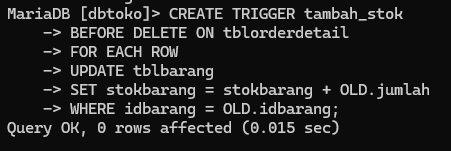 MariaDB [dbtoko]> CREATE TRIGGER tambah_stok
    -> BEFORE DELETE ON tblorderdetail
    -> FOR EACH ROW
    -> UPDATE tblbarang
    -> SET stokbarang = stokbarang + OLD.jumlah
    -> WHERE idbarang = OLD.idbarang;
Query OK, 0 rows affected (0.015 sec)